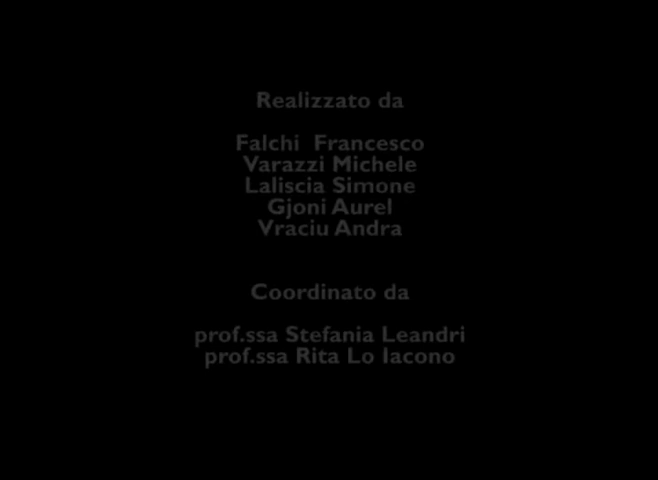 Realizzato da
Falchi  Francesco
Varazzi Michele
Laliscia Simone
Gjoni Aurel
Vraciu Andra
Coordinato da
prof.ssa Stefania Leandri
prof.ssa Rita Lo Iacono